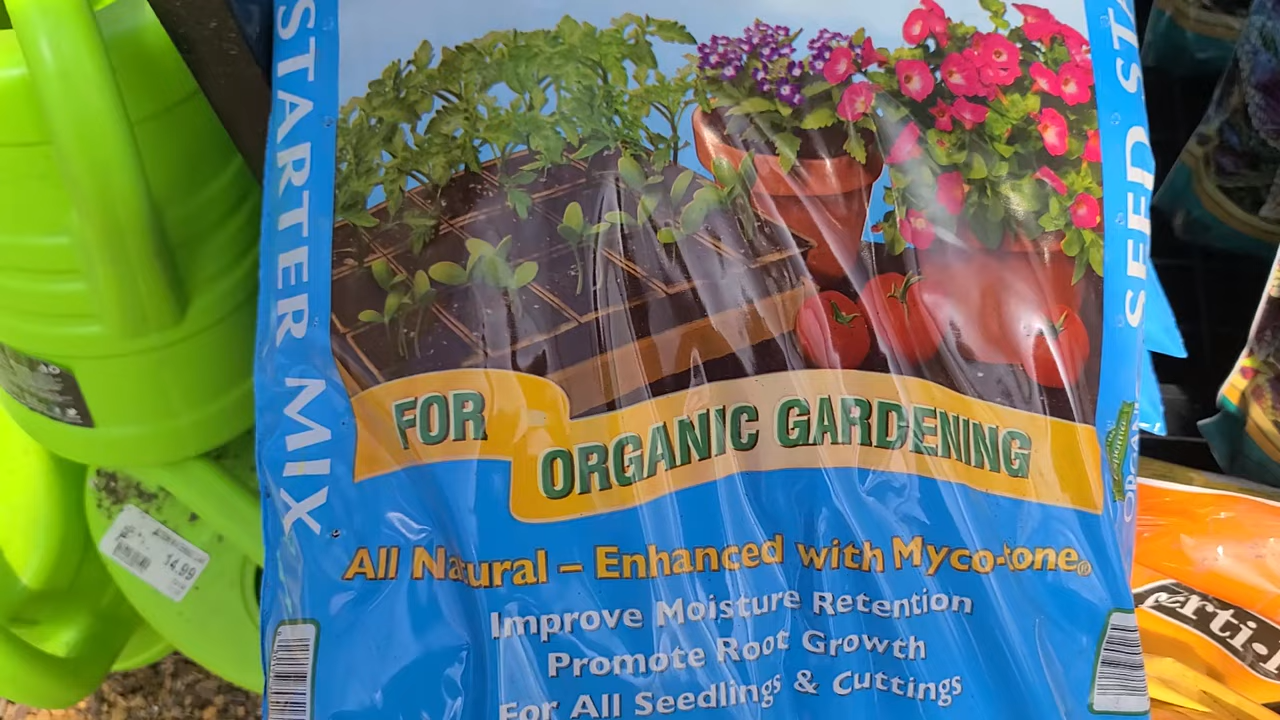 STARTER MIX
SEED STA
FOR
ORGANIC GARDENING
All Natural – Enhanced with Myco-tone®
Improve Moisture Retention
Promote Root Growth
For All Seedlings & Cuttings
14.99